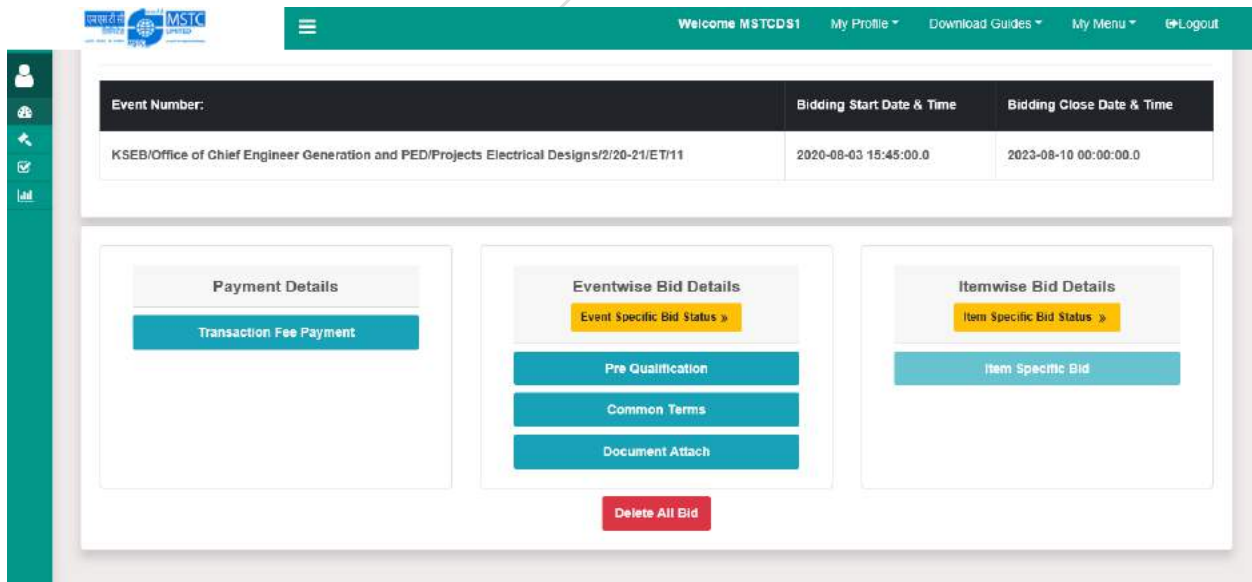 एमएसटीसी MSTC
लिमिटेड LIMITED
MSTC
Welcome MSTCDS1 My Profile Download Guides My Menu Logout
Event Number: Bidding Start Date & Time Bidding Close Date & Time
KSEB/Office of Chief Engineer Generation and PED/Projects Electrical Designs/2/20-21/ET/11 2020-08-03 15:45:00.0 2023-08-10 00:00:00.0
Payment Details Eventwise Bid Details Itemwise Bid Details
Event Specific Bid Status » Item Specific Bid Status »
Transaction Fee Payment
Pre Qualification Item Specific Bid
Common Terms
Document Attach
Delete All Bid